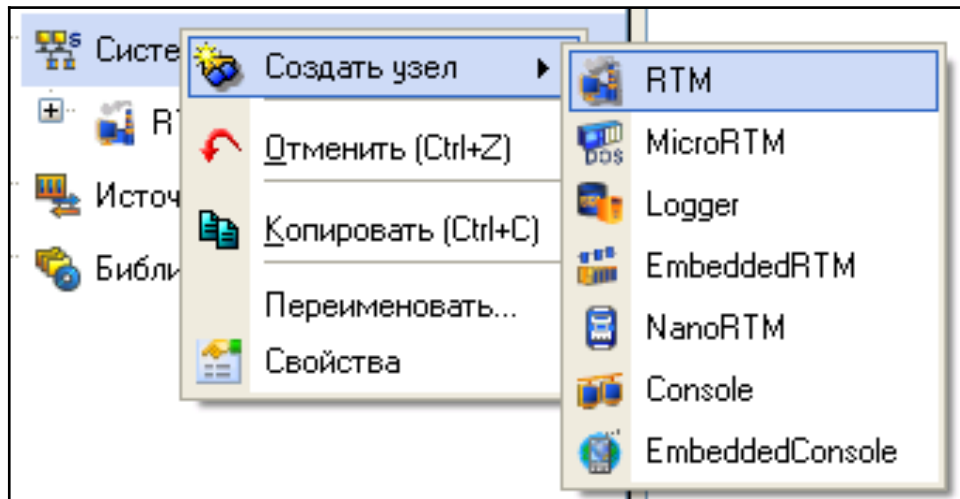 Систе
Создать узел
RTM
R
MicroRTM
Отменить (Ctrl+Z)
Источ
Logger
Копировать (Ctrl+C)
Библи
EmbeddedRTM
Переименовать...
NanoRTM
Свойства
Console
EmbeddedConsole